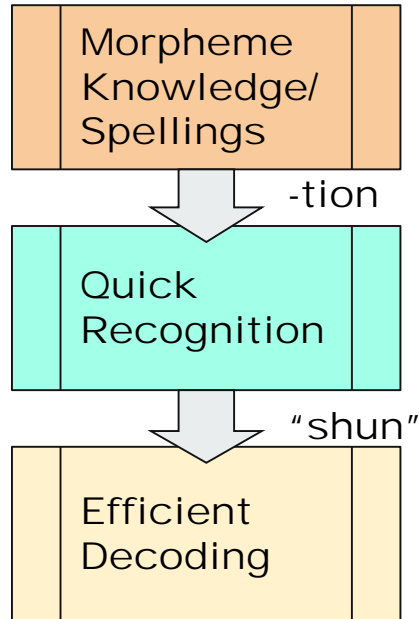 Morpheme
Knowledge/
Spellings
-tion
Quick
Recognition
“shun”
Efficient
Decoding